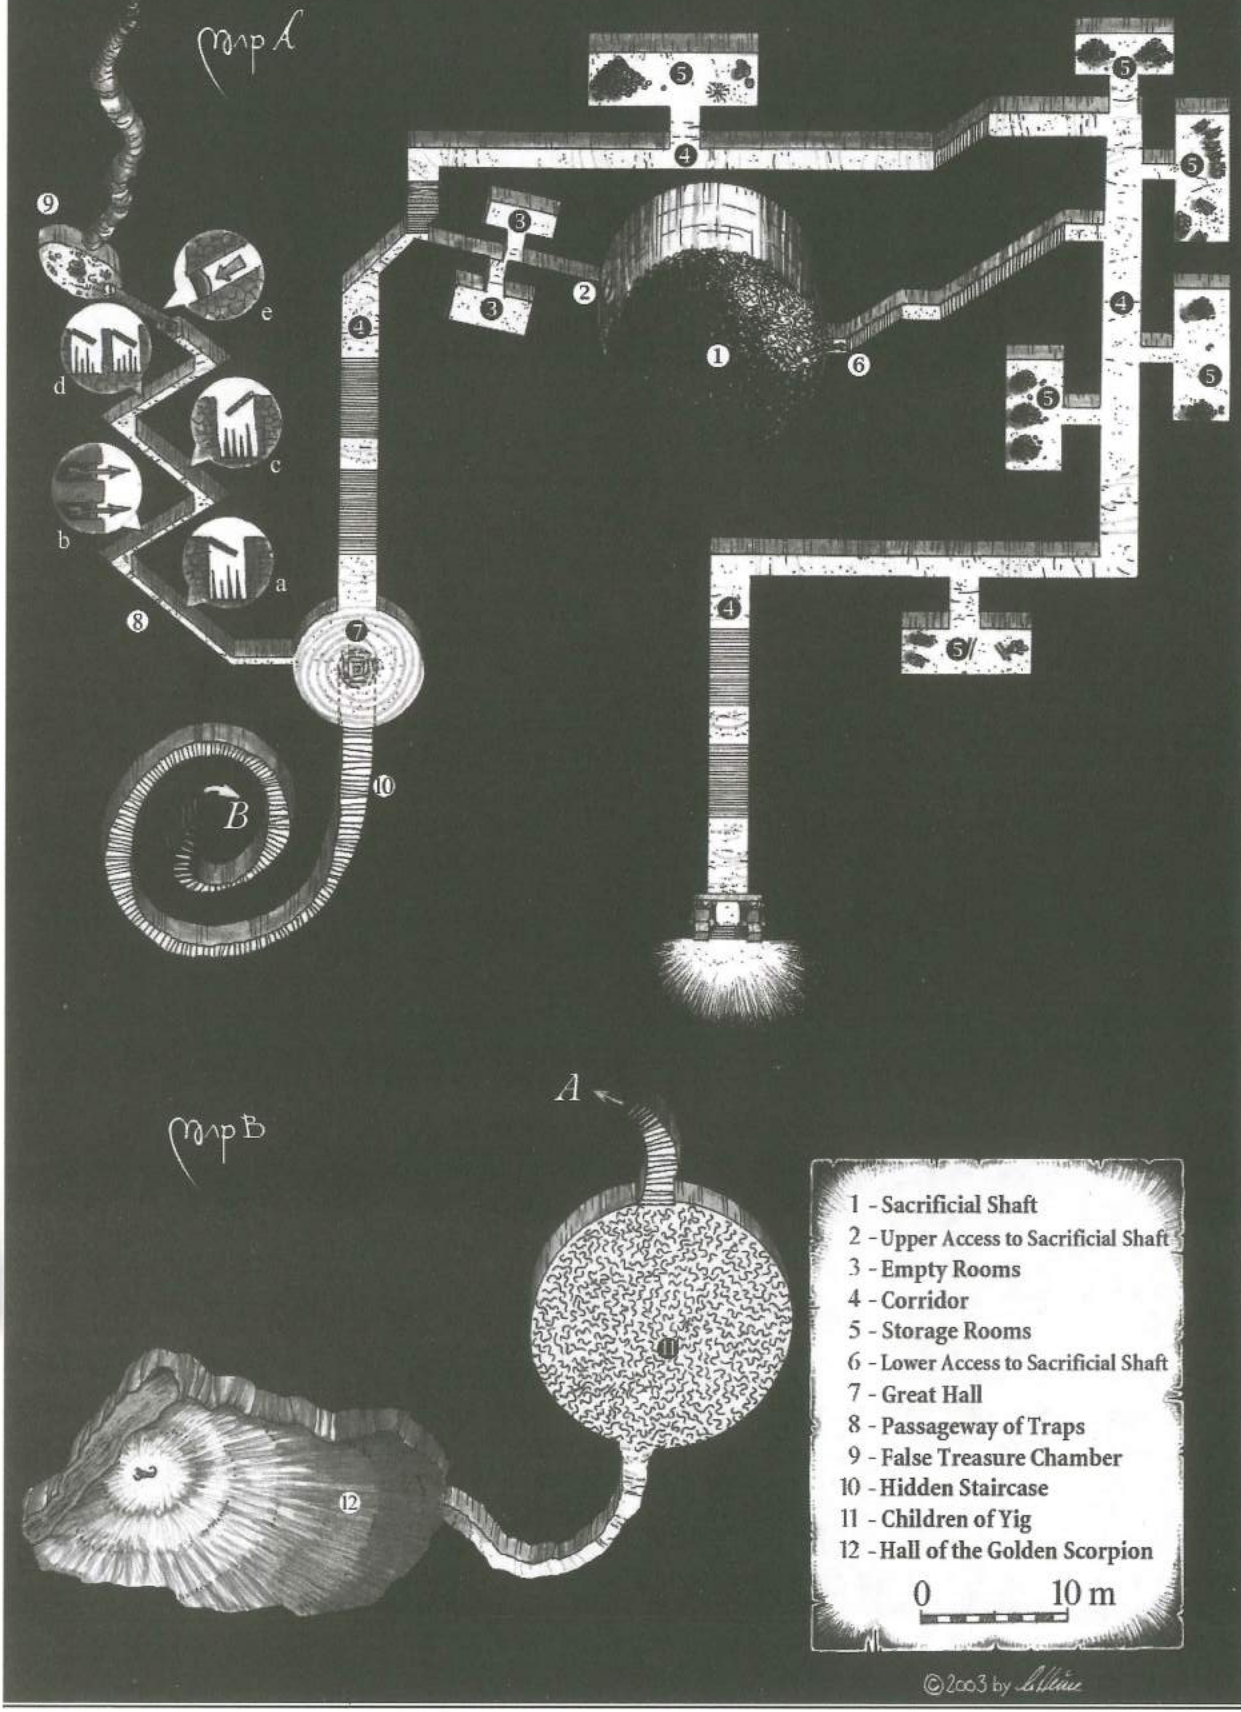 Map A
5
5
4
5
9
3
2
3
e
4
4
1
6
5
d
5
c
b
a
4
8
7
5
10
B
A
Map B
11
12
1 - Sacrificial Shaft
2 - Upper Access to Sacrificial Shaft
3 - Empty Rooms
4 - Corridor
5 - Storage Rooms
6 - Lower Access to Sacrificial Shaft
7 - Great Hall
8 - Passageway of Traps
9 - False Treasure Chamber
10 - Hidden Staircase
11 - Children of Yig
12 - Hall of the Golden Scorpion
0 10 m
©2003 by